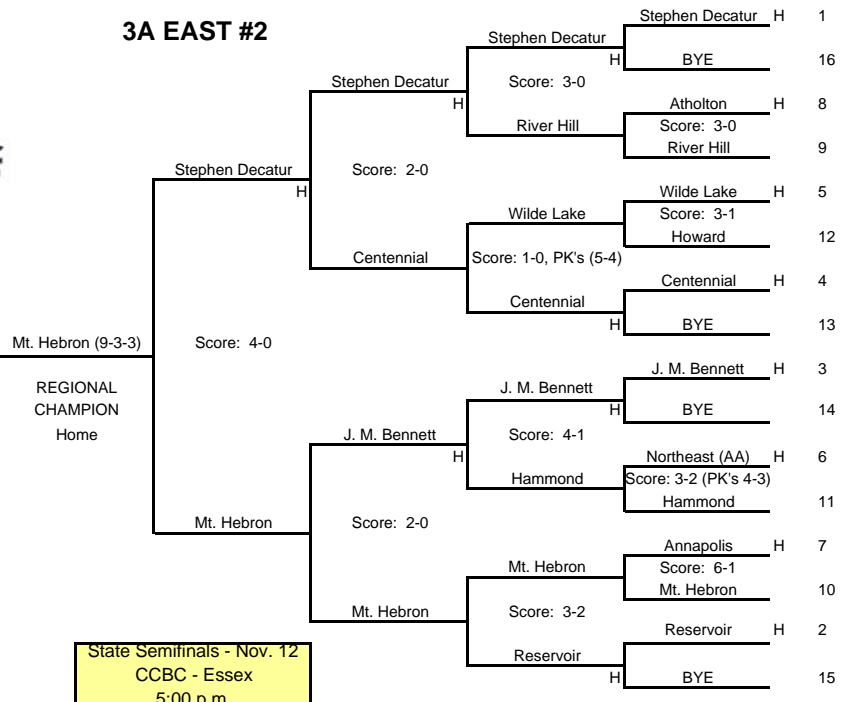 3A EAST #2
Stephen Decatur H 1
Stephen Decatur
H BYE 16
Stephen Decatur Score: 3-0
H Atholton H 8
River Hill Score: 3-0
River Hill 9
Stephen Decatur Score: 2-0
H Wilde Lake H 5
Wilde Lake Score: 3-1
Howard 12
Centennial Score: 1-0, PK's (5-4)
Centennial H 4
Centennial
H BYE 13
Mt. Hebron (9-3-3) Score: 4-0
REGIONAL
CHAMPION
Home
J. M. Bennett H 3
J. M. Bennett
H BYE 14
J. M. Bennett Score: 4-1
H Northeast (AA) H 6
Hammond Score: 3-2 (PK's 4-3)
Hammond 11
Mt. Hebron Score: 2-0
Annapolis H 7
Mt. Hebron Score: 6-1
Mt. Hebron 10
Mt. Hebron Score: 3-2
Reservoir H 2
Reservoir
H BYE 15
State Semifinals - Nov. 12
CCBC - Essex
5:00 p.m.